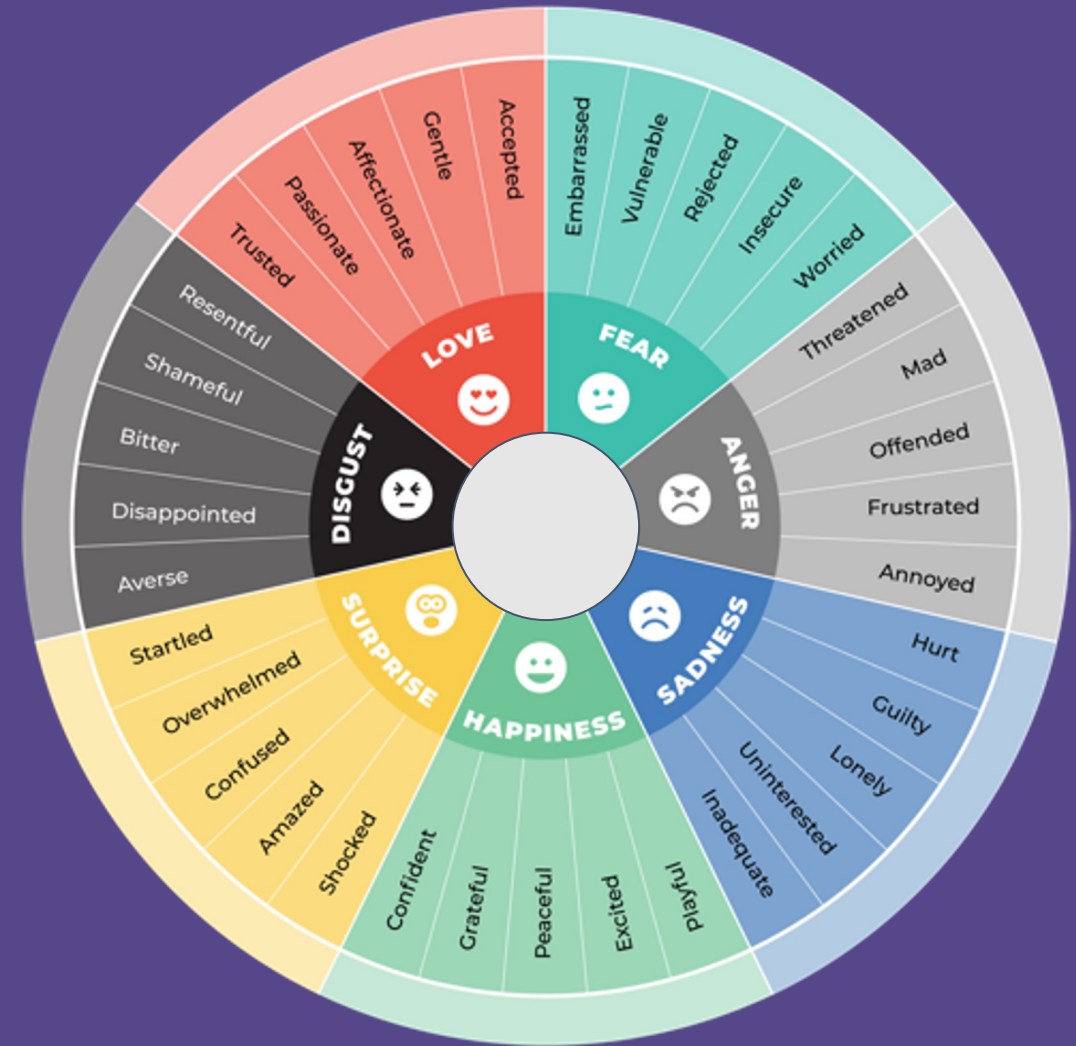 LOVE
Trusted
Passionate
Affectionate
Gentle
Accepted
FEAR
Embarrassed
Vulnerable
Rejected
Insecure
Worried
ANGER
Threatened
Mad
Offended
Frustrated
Annoyed
SADNESS
Hurt
Guilty
Lonely
Uninterested
Inadequate
HAPPINESS
Playful
Excited
Peaceful
Grateful
Confident
SURPRISE
Shocked
Amazed
Confused
Overwhelmed
Startled
DISGUST
Averse
Disappointed
Bitter
Shameful
Resentful